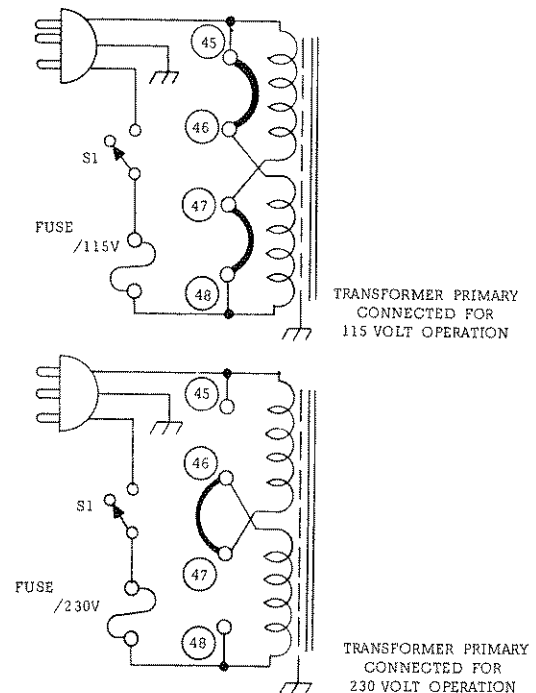 45
46
S1
47
FUSE
/115V
48
TRANSFORMER PRIMARY
CONNECTED FOR
115 VOLT OPERATION
45
46
S1
47
FUSE
/230V
48
TRANSFORMER PRIMARY
CONNECTED FOR
230 VOLT OPERATION